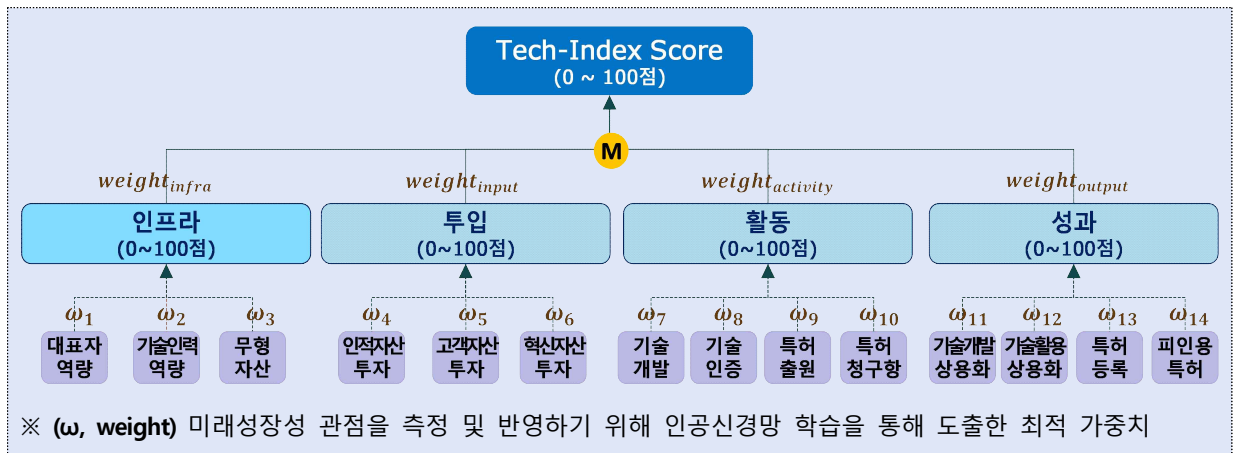 Tech-Index Score
(0 ~ 100점)
M
weight_infra weight_input weight_activity weight_output
인프라 투입 활동 성과
(0~100점) (0~100점) (0~100점) (0~100점)
ω1 ω2 ω3 ω4 ω5 ω6 ω7 ω8 ω9 ω10 ω11 ω12 ω13 ω14
대표자 기술인력 무형 인적자산 고객자산 혁신자산 기술 기술 특허 특허 기술개발 기술활용 특허 피인용
역량 역량 자산 투자 투자 투자 개발 인증 출원 청구항 상용화 상용화 등록 특허
※ (ω, weight) 미래성장성 관점을 측정 및 반영하기 위해 인공신경망 학습을 통해 도출한 최적 가중치